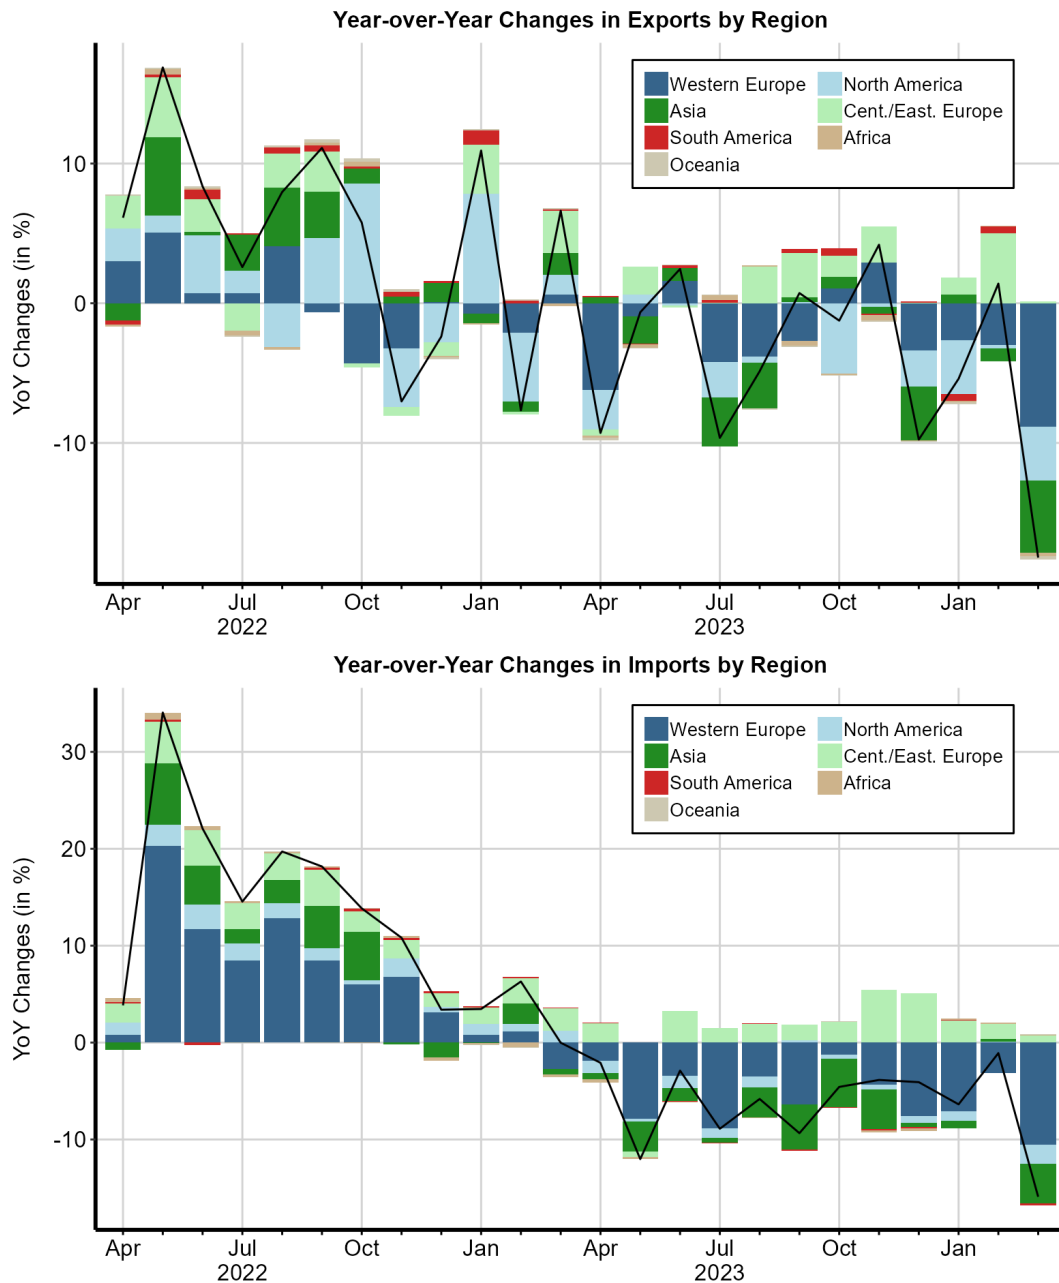 Year-over-Year Changes in Exports by Region
YoY Changes (in %)
10
0
-10
Western Europe
North America
Asia
Cent./East. Europe
South America
Africa
Oceania
Apr Jul Oct Jan Apr Jul Oct Jan
2022 2023
Year-over-Year Changes in Imports by Region
YoY Changes (in %)
30
20
10
0
-10
Western Europe
North America
Asia
Cent./East. Europe
South America
Africa
Oceania
Apr Jul Oct Jan Apr Jul Oct Jan
2022 2023